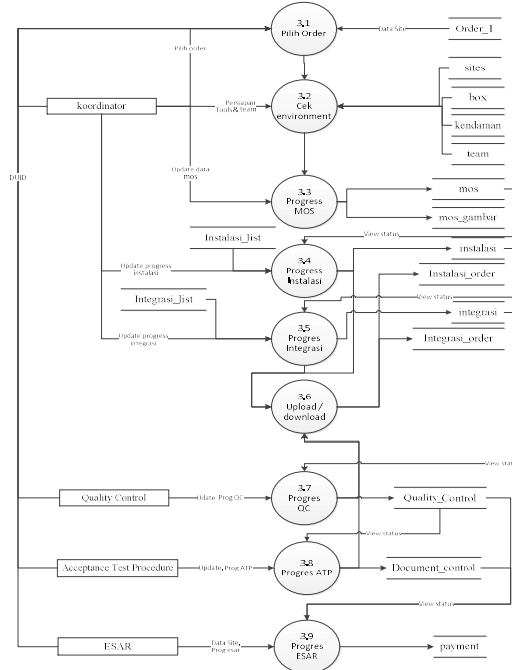 3.1
Pilih Order
Data Site
Order_1
Pilih order
sites
koordinator
Persiapan
Tools & team
3.2
Cek
environment
box
kendaraan
team
DUID
Update data
mos
3.3
Progress
MOS
mos
mos_gambar
Instalasi_list
View status
instalasi
Update progress
instalasi
3.4
Progress
Instalasi
Instalasi_order
Integrasi_list
View status
integrasi
Update progress
integrasi
3.5
Progres
Integrasi
Integrasi_order
3.6
Upload /
download
View stat
Quality Control
Udate Prog QC
3.7
Progres
QC
Quality_Control
View status
Acceptance Test Procedure
Update, Prog ATP
3.8
Progres ATP
Document_control
View status
ESAR
Data Site,
Prog esar
3.9
Progres
ESAR
payment